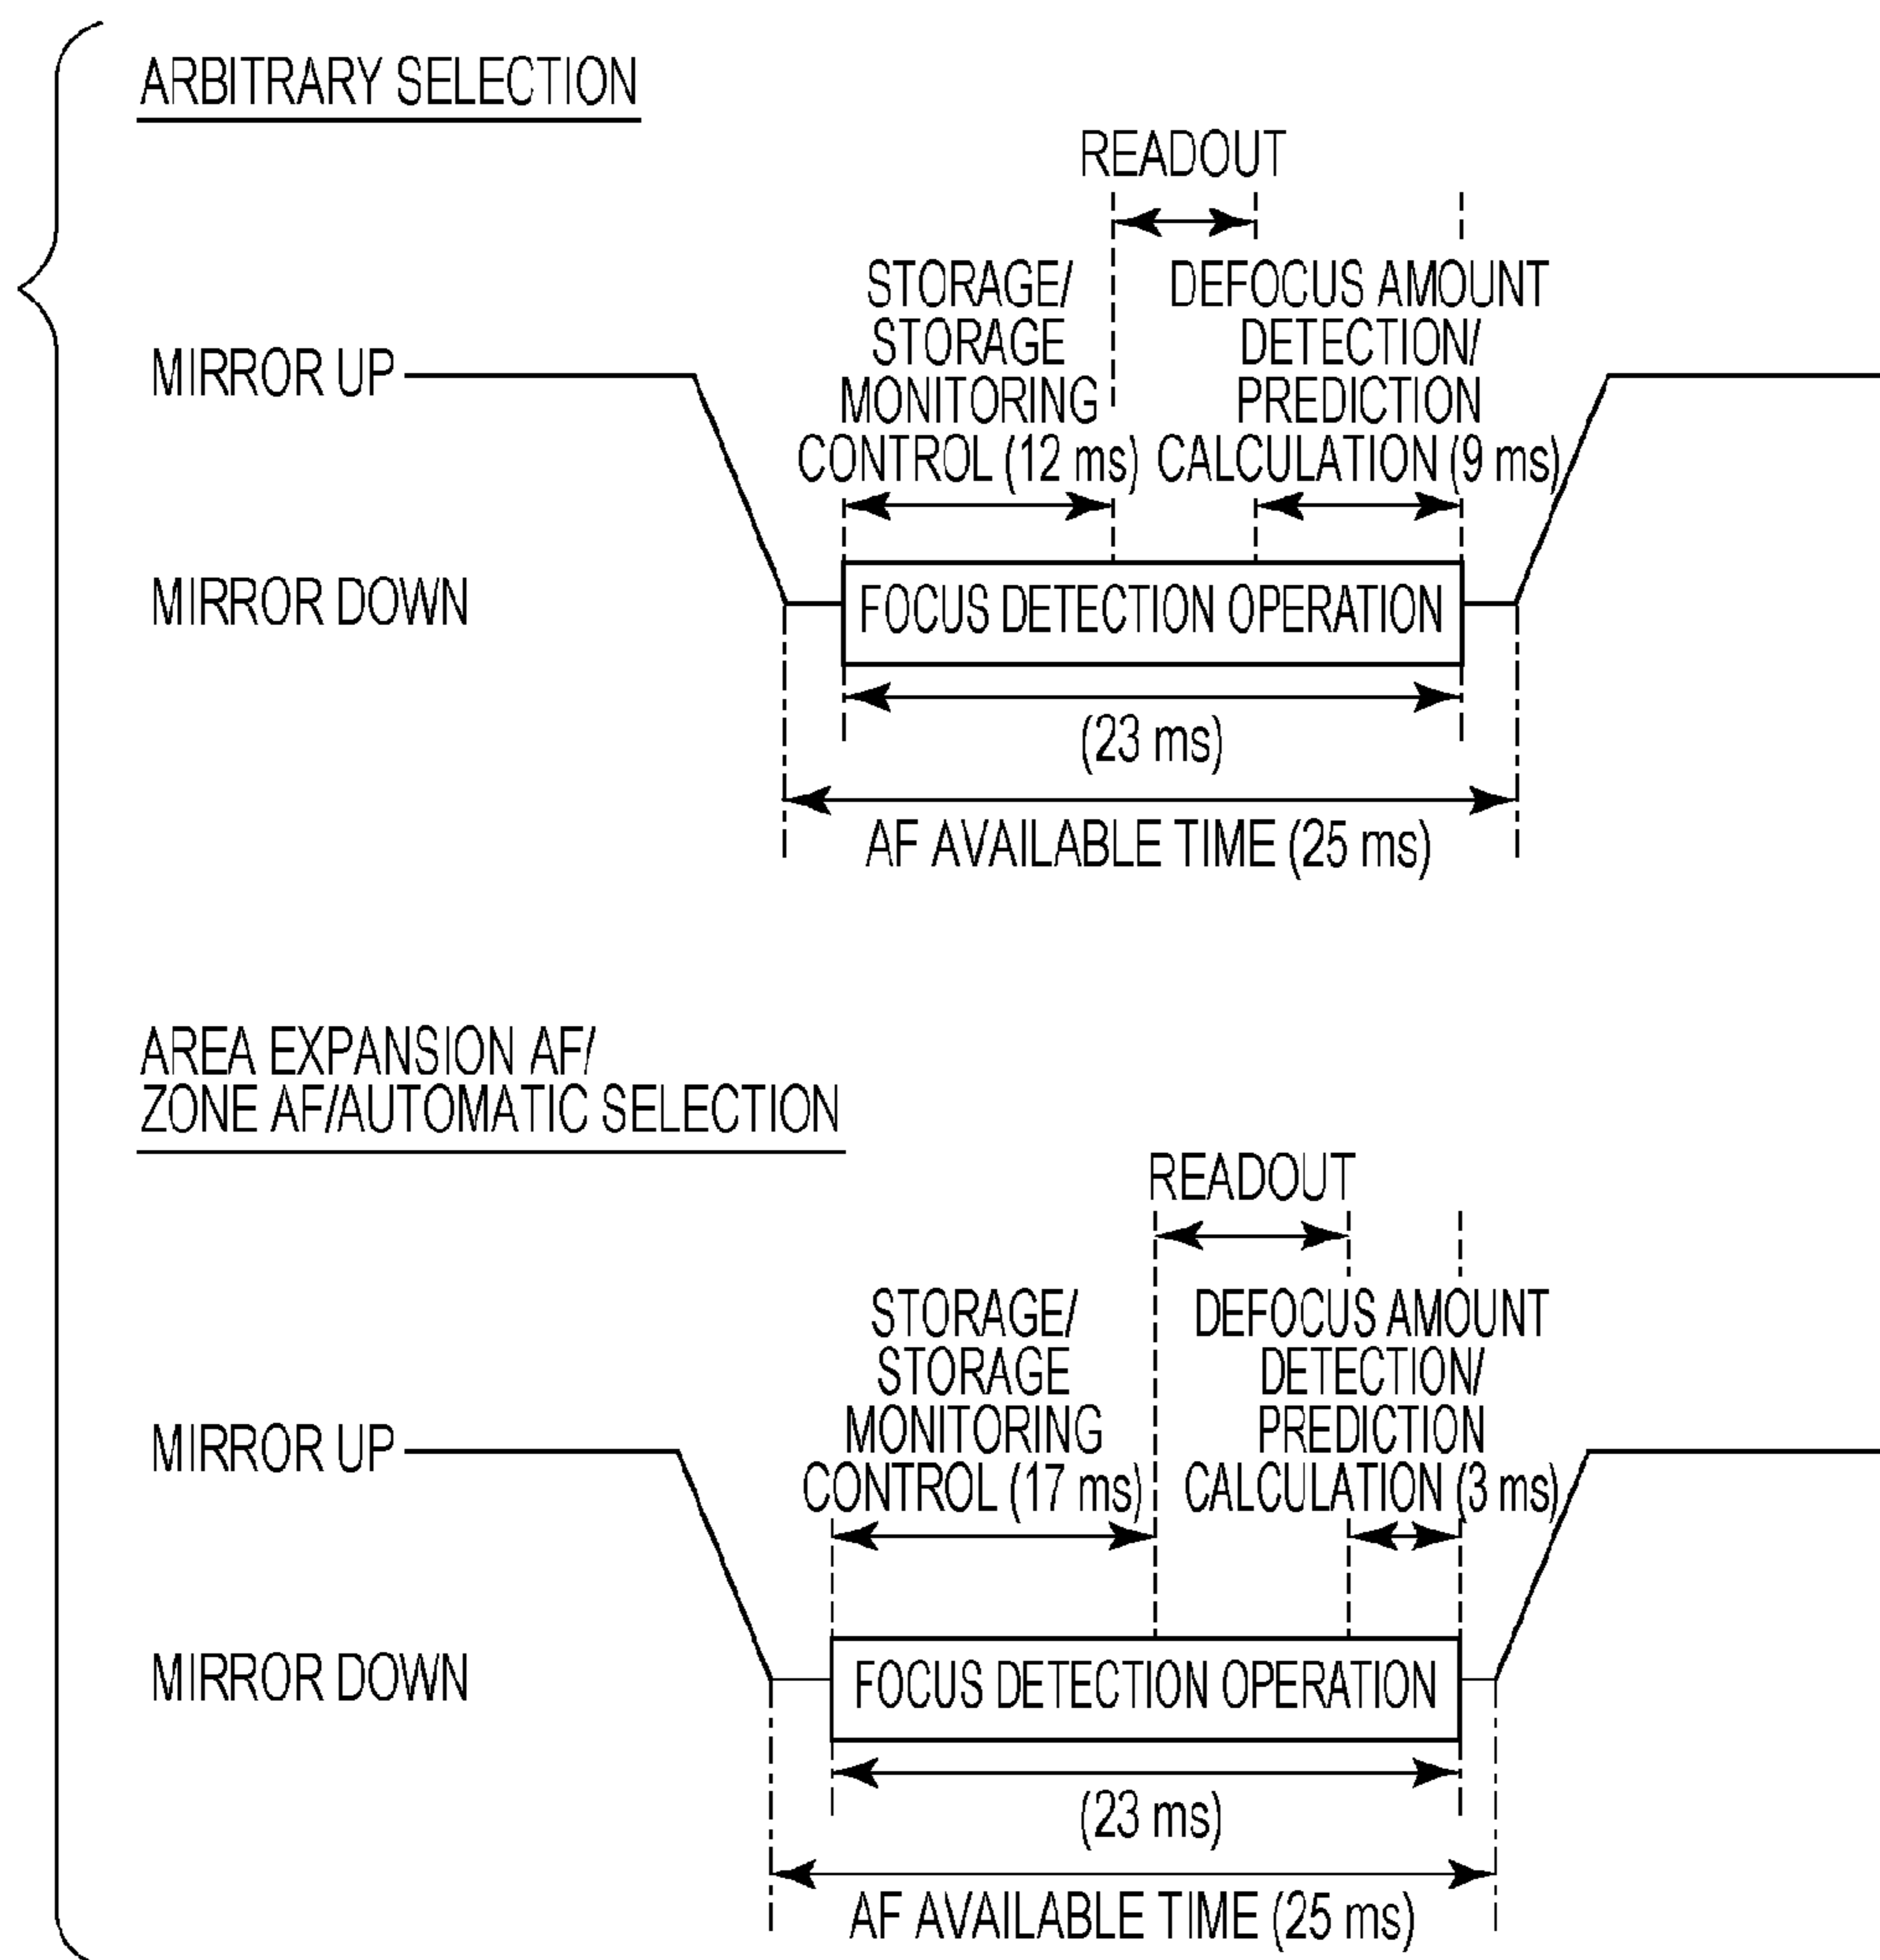 ARBITRARY SELECTION
READOUT
STORAGE/
STORAGE
MONITORING
CONTROL (12 ms)
DEFOCUS AMOUNT
DETECTION/
PREDICTION
CALCULATION (9 ms)
MIRROR UP
MIRROR DOWN
FOCUS DETECTION OPERATION
(23 ms)
AF AVAILABLE TIME (25 ms)
AREA EXPANSION AF/
ZONE AF/AUTOMATIC SELECTION
READOUT
STORAGE/
STORAGE
MONITORING
CONTROL (17 ms)
DEFOCUS AMOUNT
DETECTION/
PREDICTION
CALCULATION (3 ms)
MIRROR UP
MIRROR DOWN
FOCUS DETECTION OPERATION
(23 ms)
AF AVAILABLE TIME (25 ms)